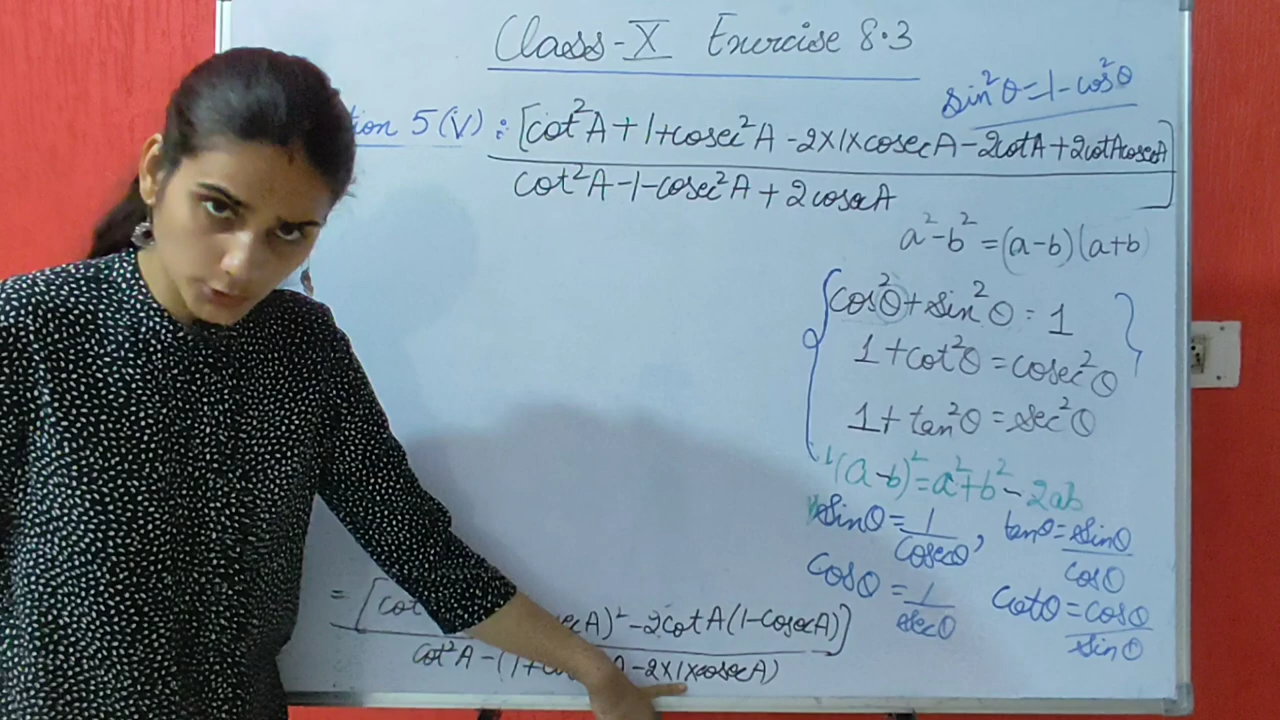 Class-X Exercise 8.3
sin²θ=1-cos²θ
tion 5(V) : [cot²A+1+cosec²A-2×1×cosecA-2cotA+2cotAcosecA]
cot²A-1-cosec²A+2cosecA
a²-b²=(a-b)(a+b)
cos²θ+sin²θ=1
1+cot²θ=cosec²θ
1+tan²θ=sec²θ
(a-b)²=a²+b²-2ab
sinθ=1/cosecθ, tanθ=sinθ/cosθ
cosθ=1/secθ cotθ=cosθ/sinθ
= [cot ecA)²-2cotA(1-cosecA)]
cot²A-(1+ A-2×1×cosecA)